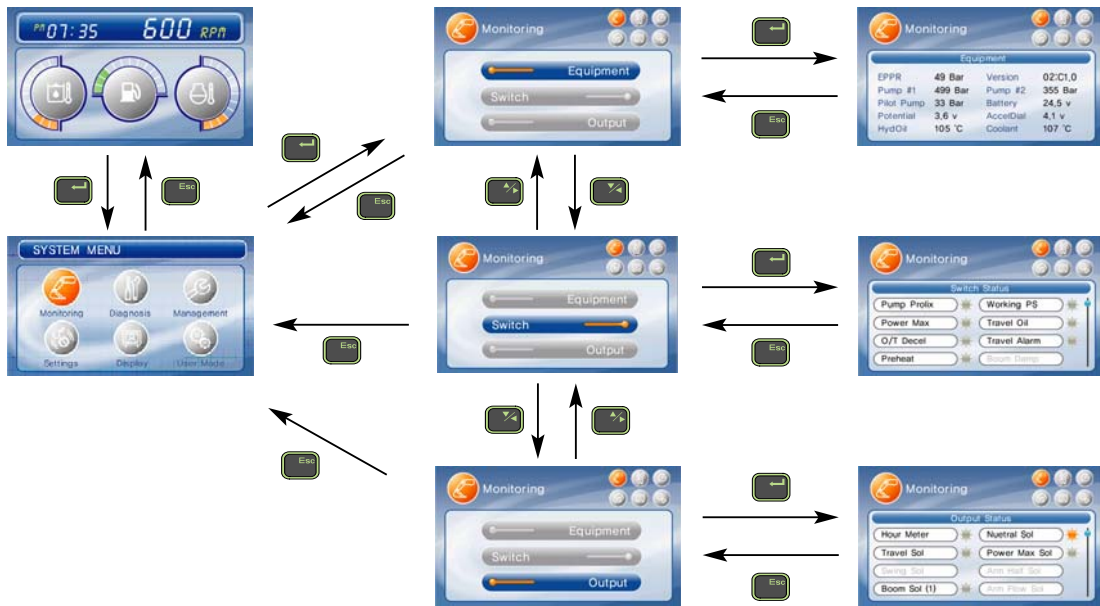 PM 07:35 600 RPM
Monitoring
Equipment
Switch
Output
Monitoring
Equipment
EPPR 49 Bar Version 02:C1,0
Pump #1 499 Bar Pump #2 355 Bar
Pilot Pump 33 Bar Battery 24,5 v
Potential 3,6 v AccelDial 4,1 v
HydOil 105 °C Coolant 107 °C
Esc
Esc
Esc
SYSTEM MENU
Monitoring Diagnosis Management
Settings Display User Mode
Monitoring
Equipment
Switch
Output
Monitoring
Switch Status
Pump Prolix Working PS
Power Max Travel Oil
O/T Decel Travel Alarm
Preheat Boom Damp
Esc
Esc
Esc
Monitoring
Equipment
Switch
Output
Monitoring
Output Status
Hour Meter Nuetral Sol
Travel Sol Power Max Sol
Swing Sol Arm Half Sol
Boom Sol (1) Arm Flow Sol
Esc